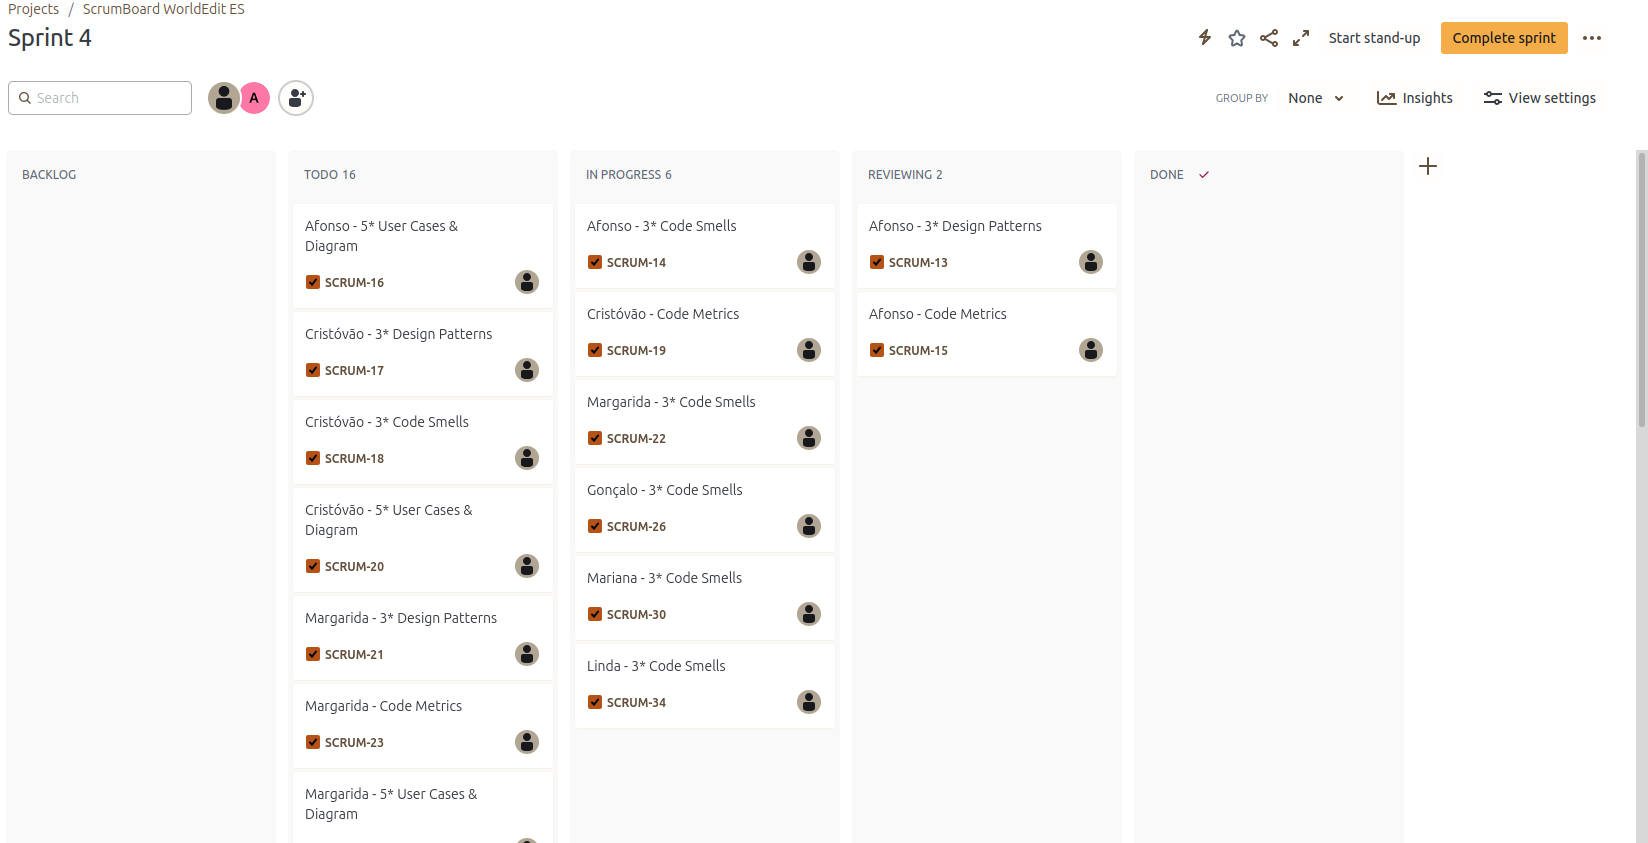 Projects / ScrumBoard WorldEdit ES
Sprint 4
Start stand-up
Complete sprint
Search
A
GROUP BY None
Insights
View settings
BACKLOG
TODO 16
Afonso - 5* User Cases &
Diagram
SCRUM-16
Cristóvão - 3* Design Patterns
SCRUM-17
Cristóvão - 3* Code Smells
SCRUM-18
Cristóvão - 5* User Cases &
Diagram
SCRUM-20
Margarida - 3* Design Patterns
SCRUM-21
Margarida - Code Metrics
SCRUM-23
Margarida - 5* User Cases &
Diagram
IN PROGRESS 6
Afonso - 3* Code Smells
SCRUM-14
Cristóvão - Code Metrics
SCRUM-19
Margarida - 3* Code Smells
SCRUM-22
Gonçalo - 3* Code Smells
SCRUM-26
Mariana - 3* Code Smells
SCRUM-30
Linda - 3* Code Smells
SCRUM-34
REVIEWING 2
Afonso - 3* Design Patterns
SCRUM-13
Afonso - Code Metrics
SCRUM-15
DONE